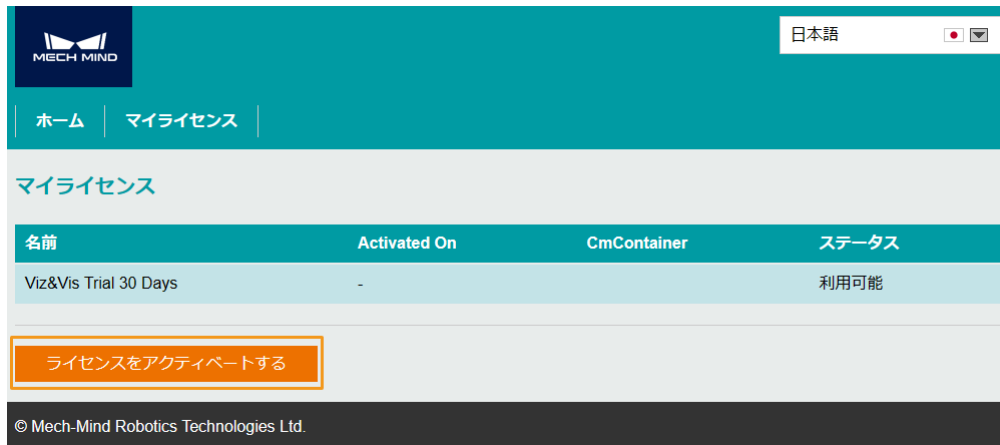 MECH MIND
日本語
ホーム マイライセンス
マイライセンス
名前 Activated On CmContainer ステータス
Viz&Vis Trial 30 Days - 利用可能
ライセンスをアクティベートする
© Mech-Mind Robotics Technologies Ltd.